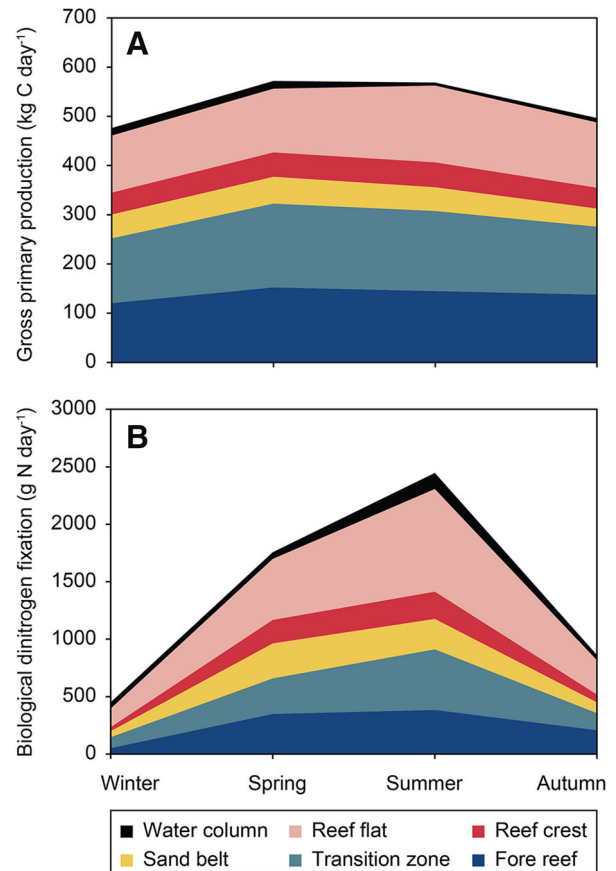 A
Gross primary production (kg C day⁻¹)
700
600
500
400
300
200
100
0
B
Biological dinitrogen fixation (g N day⁻¹)
3000
2500
2000
1500
1000
500
0
Winter Spring Summer Autumn
Water column Reef flat Reef crest
Sand belt Transition zone Fore reef